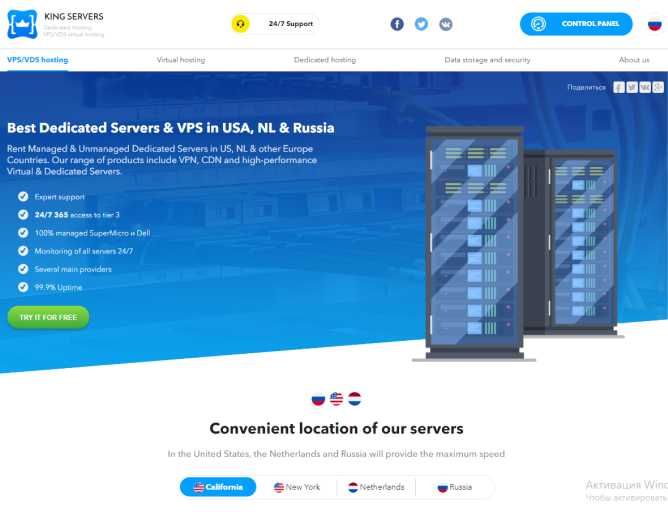 KING SERVERS
Dedicated Hosting.
VPS/VDS virtual hosting
24/7 Support
CONTROL PANEL
VPS/VDS hosting
Virtual hosting
Dedicated hosting
Data storage and security
About us
Поделиться
Best Dedicated Servers & VPS in USA, NL & Russia
Rent Managed & Unmanaged Dedicated Servers in US, NL & other Europe
Countries. Our range of products include VPN, CDN and high-performance
Virtual & Dedicated Servers.
Expert support
24/7 365 access to tier 3
100% managed SuperMicro и Dell
Monitoring of all servers 24/7
Several main providers
99.9% Uptime
TRY IT FOR FREE
Convenient location of our servers
In the United States, the Netherlands and Russia will provide the maximum speed
California
New York
Netherlands
Russia
Активация Winc
Чтобы активировать